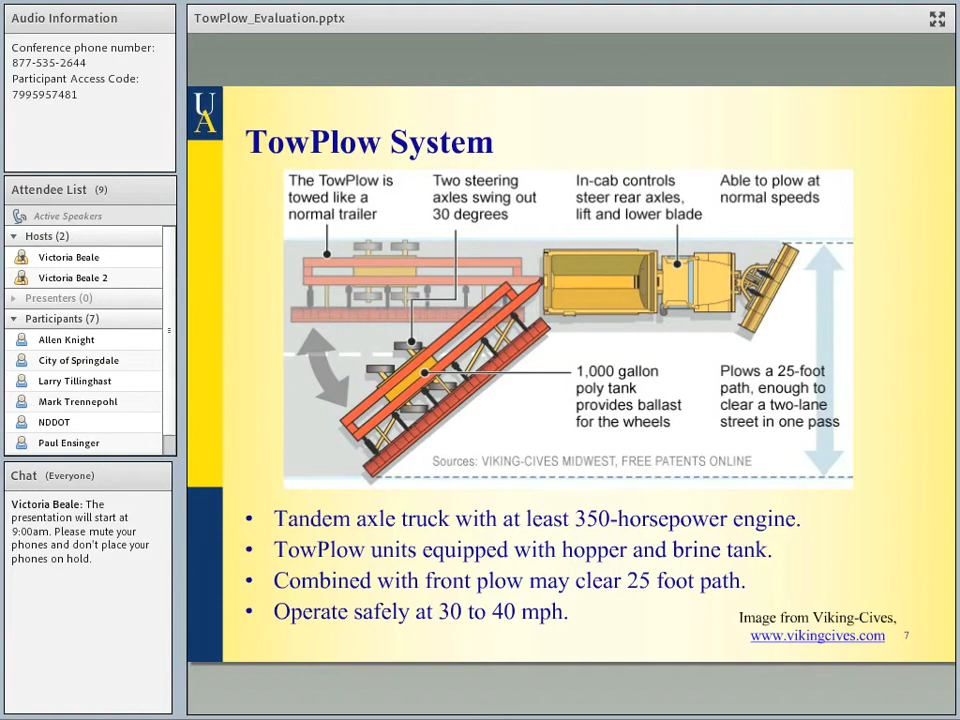 Audio Information
Conference phone number:
877-535-2644
Participant Access Code:
7995957481
Attendee List (9)
Active Speakers
Hosts (2)
Victoria Beale
Victoria Beale 2
Presenters (0)
Participants (7)
Allen Knight
City of Springdale
Larry Tillinghast
Mark Trennepohl
NDDOT
Paul Ensinger
Chat (Everyone)
Victoria Beale: The
presentation will start at
9:00am. Please mute your
phones and don't place your
phones on hold.
TowPlow_Evaluation.pptx
UA
TowPlow System
The TowPlow is
towed like a
normal trailer
Two steering
axles swing out
30 degrees
In-cab controls
steer rear axles,
lift and lower blade
Able to plow at
normal speeds
1,000 gallon
poly tank
provides ballast
for the wheels
Plows a 25-foot
path, enough to
clear a two-lane
street in one pass
Sources: VIKING-CIVES MIDWEST, FREE PATENTS ONLINE
• Tandem axle truck with at least 350-horsepower engine.
• TowPlow units equipped with hopper and brine tank.
• Combined with front plow may clear 25 foot path.
• Operate safely at 30 to 40 mph.
Image from Viking-Cives,
www.vikingcives.com
7